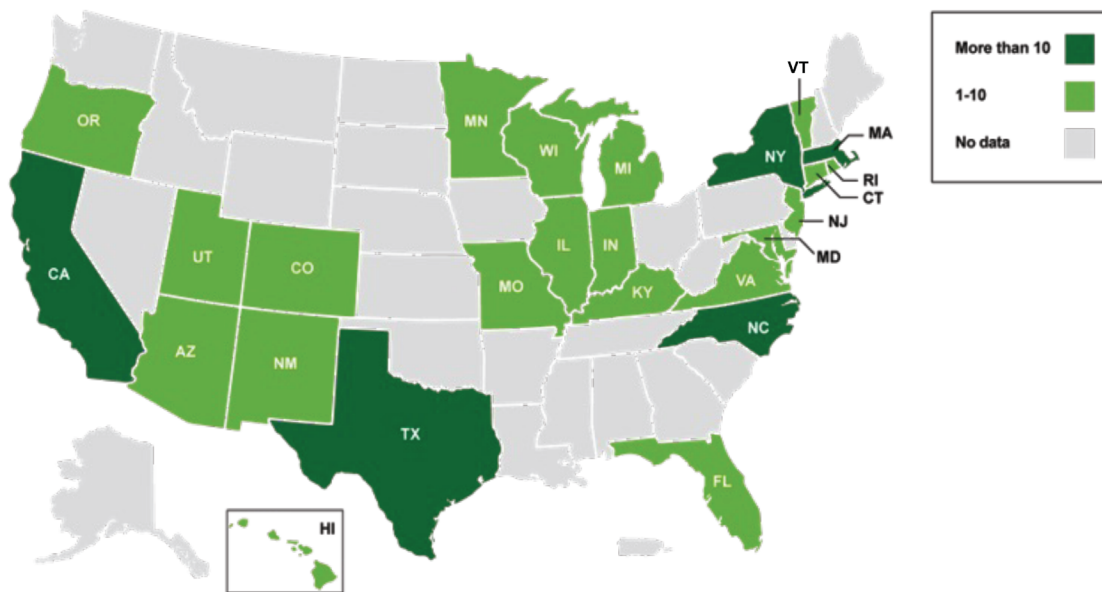 More than 10
1-10
No data
VT
OR
MN
WI
MI
NY
MA
RI
CT
NJ
MD
CA
UT
CO
IL
IN
MO
KY
VA
NC
AZ
NM
TX
FL
HI